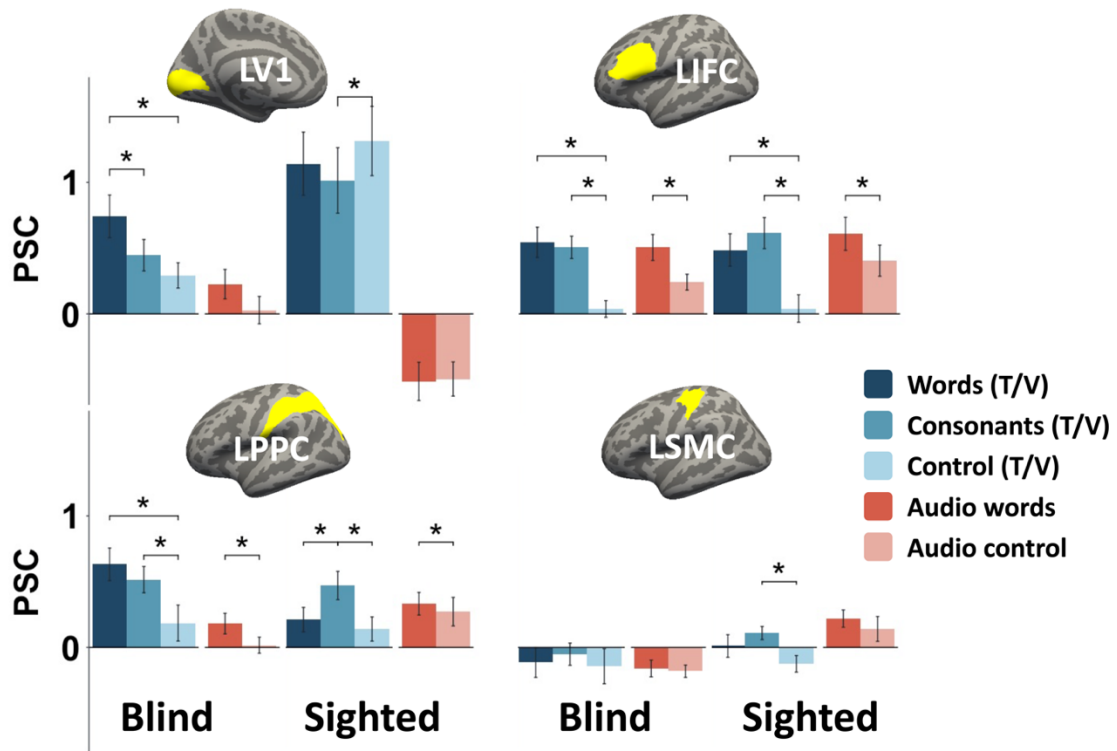 LV1
LIFC
*
*
*
PSC
1
0
*
*
*
*
*
*
Words (T/V)
Consonants (T/V)
Control (T/V)
Audio words
Audio control
LPPC
LSMC
PSC
1
0
*
*
*
*
*
*
*
Blind
Sighted
Blind
Sighted